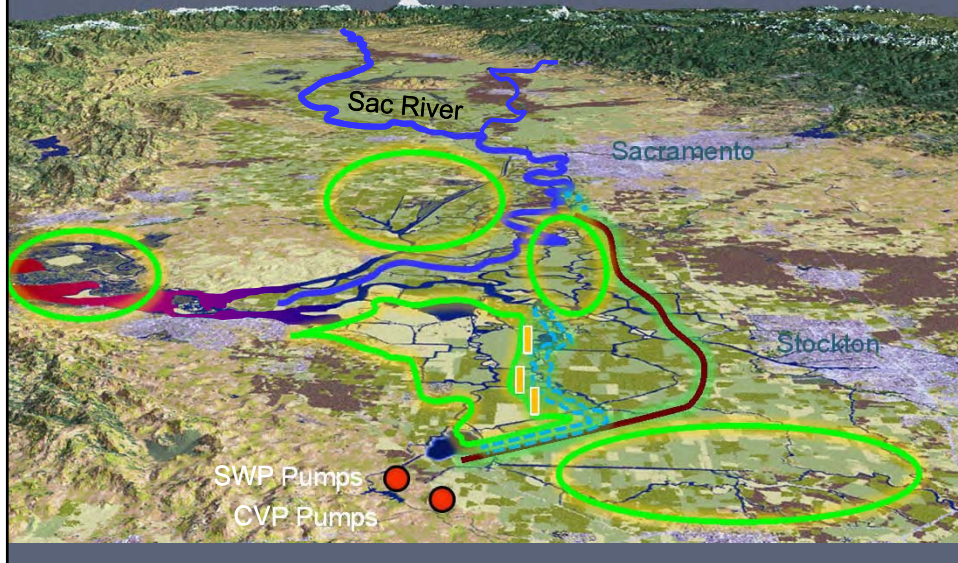 Sac River
Sacramento
Stockton
SWP Pumps
CVP Pumps